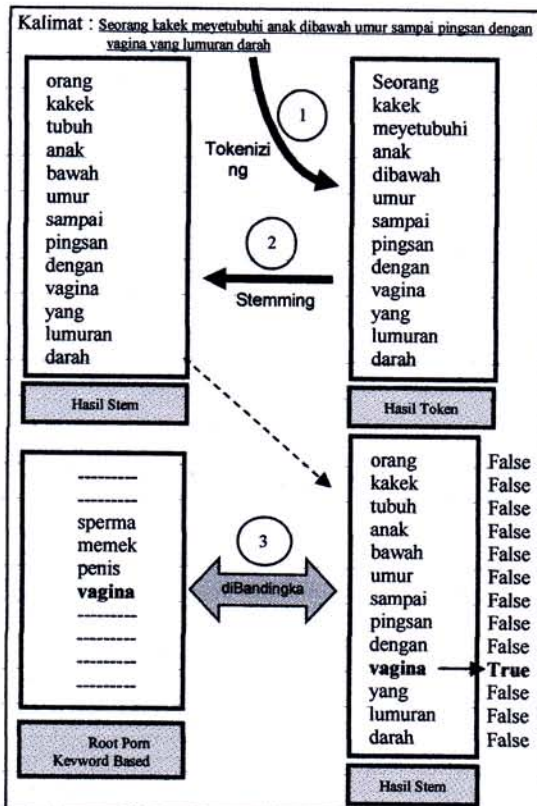 Kalimat : Seorang kakek meyetubuhi anak dibawah umur sampai pingsan dengan
vagina yang lumuran darah
orang
kakek
tubuh
anak
bawah
umur
sampai
pingsan
dengan
vagina
yang
lumuran
darah
Hasil Stem
1
Tokenizi
ng
2
Stemming
Seorang
kakek
meyetubuhi
anak
dibawah
umur
sampai
pingsan
dengan
vagina
yang
lumuran
darah
Hasil Token
--------
--------
sperma
memek
penis
vagina
--------
--------
--------
--------
Root Porn
Keyword Based
3
diBandingka
orang False
kakek False
tubuh False
anak False
bawah False
umur False
sampai False
pingsan False
dengan False
vagina True
yang False
lumuran False
darah False
Hasil Stem